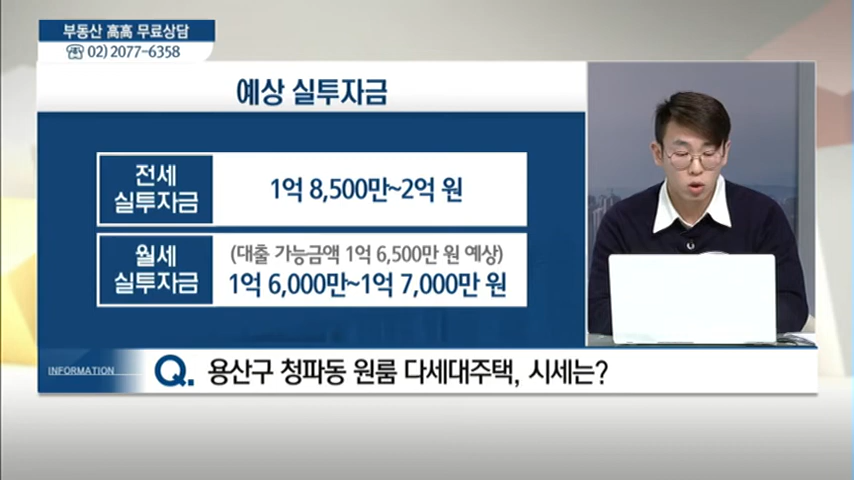 부동산 高高 무료상담
☎ 02) 2077-6358
예상 실투자금
전세
실투자금
1억 8,500만~2억 원
월세
실투자금
(대출 가능금액 1억 6,500만 원 예상)
1억 6,000만~1억 7,000만 원
INFORMATION
Q. 용산구 청파동 원룸 다세대주택, 시세는?